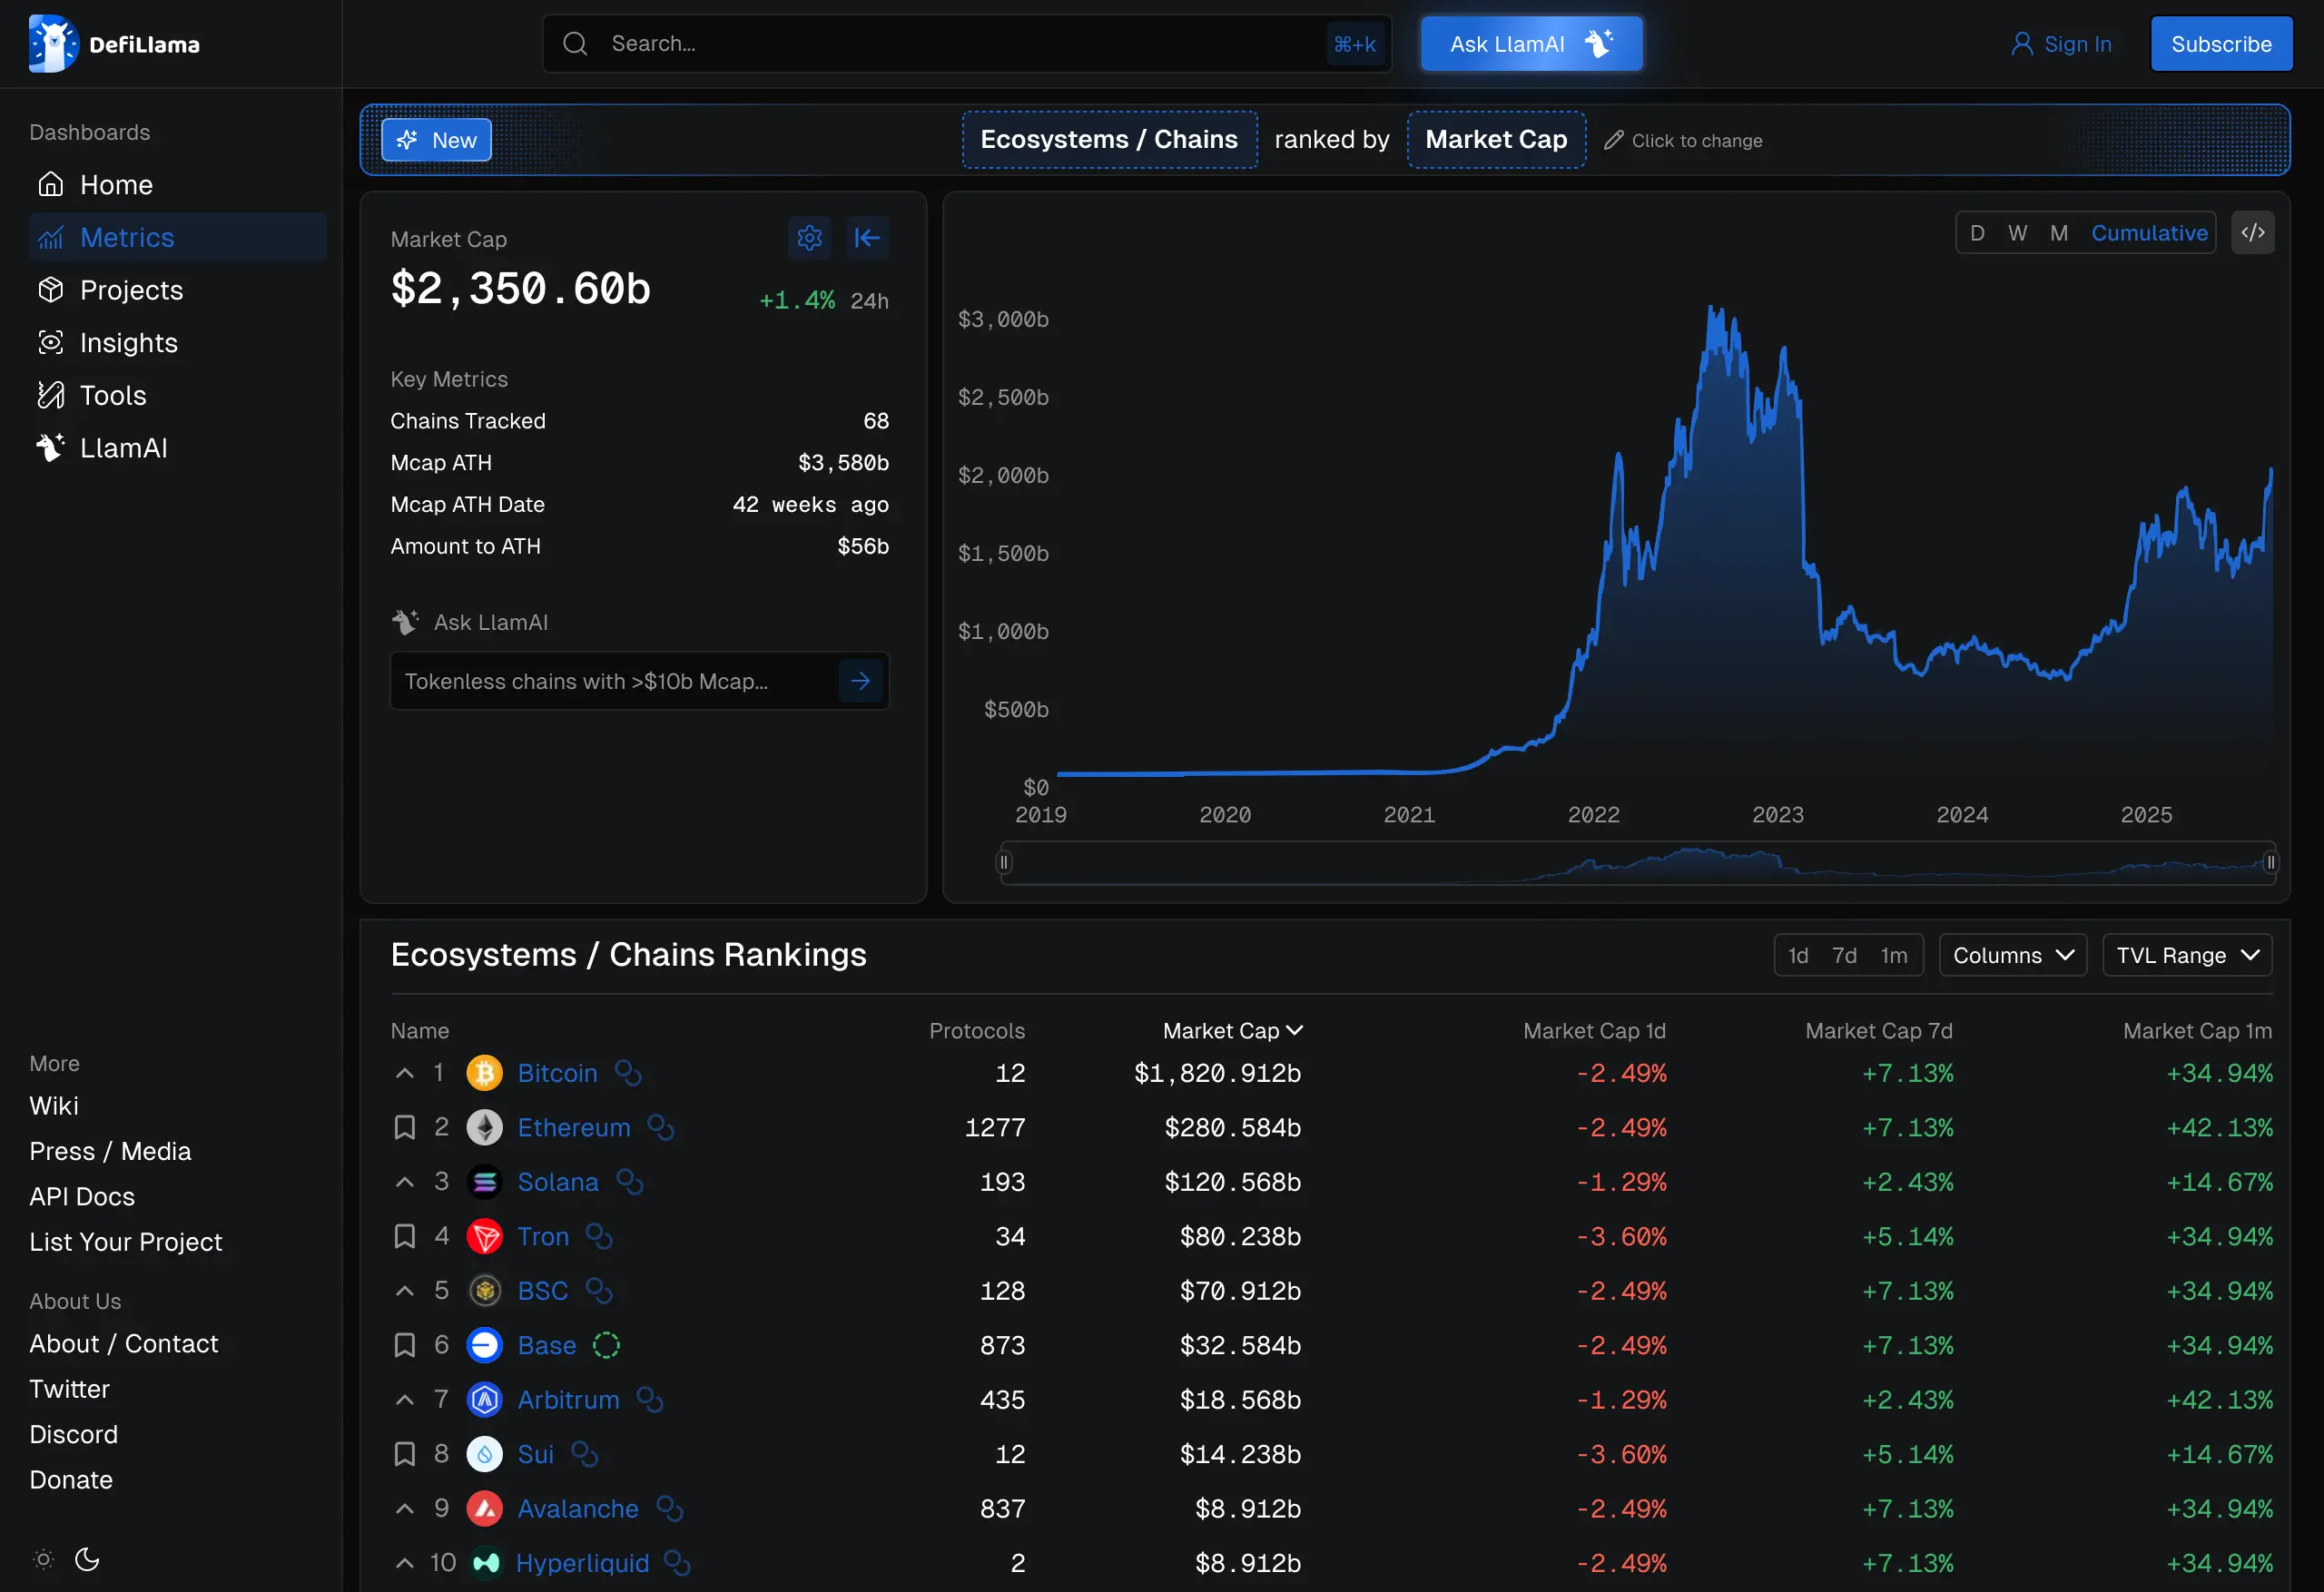 DefiLlama
Search...
⌘+k
Ask LlamAI
Sign In
Subscribe
Dashboards
Home
Metrics
Projects
Insights
Tools
LlamAI
More
Wiki
Press / Media
API Docs
List Your Project
About Us
About / Contact
Twitter
Discord
Donate
New
Ecosystems / Chains ranked by Market Cap Click to change
Market Cap
$2,350.60b
+1.4% 24h
Key Metrics
Chains Tracked 68
Mcap ATH $3,580b
Mcap ATH Date 42 weeks ago
Amount to ATH $56b
Ask LlamAI
Tokenless chains with >$10b Mcap...
D W M Cumulative </>
$3,000b
$2,500b
$2,000b
$1,500b
$1,000b
$500b
$0
2019 2020 2021 2022 2023 2024 2025
Ecosystems / Chains Rankings
1d 7d 1m
Columns
TVL Range
Name Protocols Market Cap Market Cap 1d Market Cap 7d Market Cap 1m
1 Bitcoin 12 $1,820.912b -2.49% +7.13% +34.94%
2 Ethereum 1277 $280.584b -2.49% +7.13% +42.13%
3 Solana 193 $120.568b -1.29% +2.43% +14.67%
4 Tron 34 $80.238b -3.60% +5.14% +34.94%
5 BSC 128 $70.912b -2.49% +7.13% +34.94%
6 Base 873 $32.584b -2.49% +7.13% +34.94%
7 Arbitrum 435 $18.568b -1.29% +2.43% +42.13%
8 Sui 12 $14.238b -3.60% +5.14% +14.67%
9 Avalanche 837 $8.912b -2.49% +7.13% +34.94%
10 Hyperliquid 2 $8.912b -2.49% +7.13% +34.94%